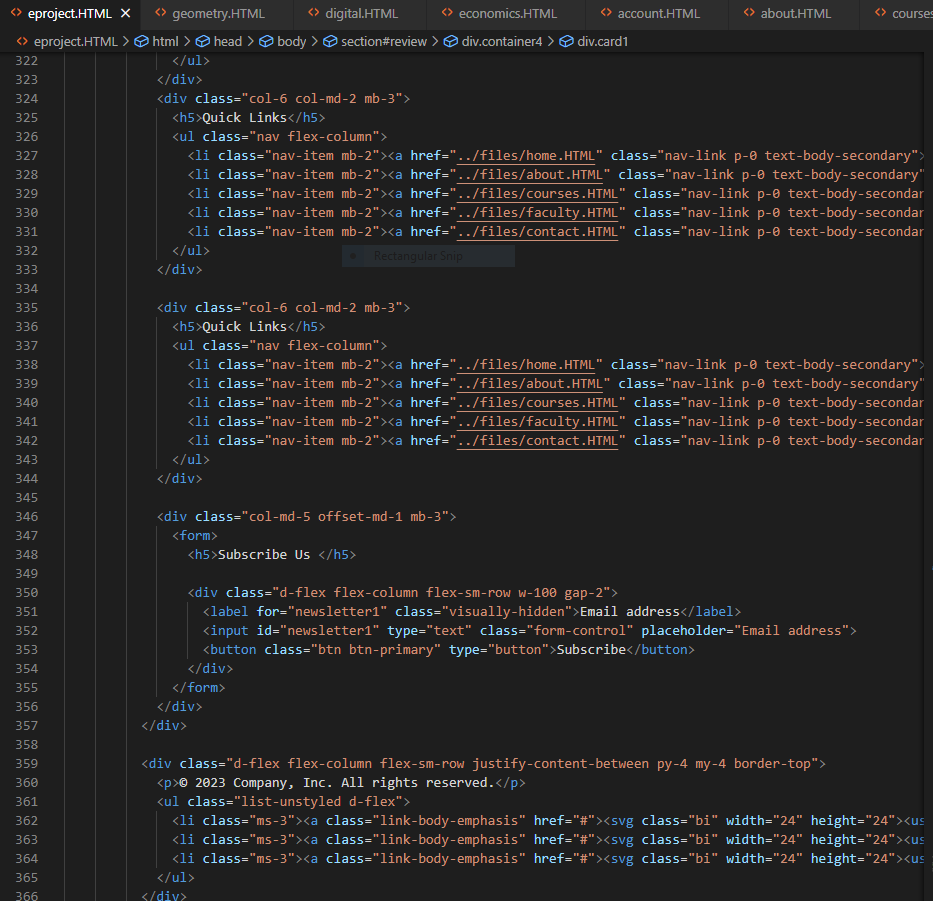 eproject.HTML geometry.HTML digital.HTML economics.HTML account.HTML about.HTML courses
eproject.HTML > html > head > body > section#review > div.container4 > div.card1
322 </ul>
323 </div>
324 <div class="col-6 col-md-2 mb-3">
325 <h5>Quick Links</h5>
326 <ul class="nav flex-column">
327 <li class="nav-item mb-2"><a href="../files/home.HTML" class="nav-link p-0 text-body-secondary">
328 <li class="nav-item mb-2"><a href="../files/about.HTML" class="nav-link p-0 text-body-secondary"
329 <li class="nav-item mb-2"><a href="../files/courses.HTML" class="nav-link p-0 text-body-secondar
330 <li class="nav-item mb-2"><a href="../files/faculty.HTML" class="nav-link p-0 text-body-secondar
331 <li class="nav-item mb-2"><a href="../files/contact.HTML" class="nav-link p-0 text-body-secondar
332 </ul>
Rectangular Snip
333 </div>
334
335 <div class="col-6 col-md-2 mb-3">
336 <h5>Quick Links</h5>
337 <ul class="nav flex-column">
338 <li class="nav-item mb-2"><a href="../files/home.HTML" class="nav-link p-0 text-body-secondary">
339 <li class="nav-item mb-2"><a href="../files/about.HTML" class="nav-link p-0 text-body-secondary"
340 <li class="nav-item mb-2"><a href="../files/courses.HTML" class="nav-link p-0 text-body-secondar
341 <li class="nav-item mb-2"><a href="../files/faculty.HTML" class="nav-link p-0 text-body-secondar
342 <li class="nav-item mb-2"><a href="../files/contact.HTML" class="nav-link p-0 text-body-secondar
343 </ul>
344 </div>
345
346 <div class="col-md-5 offset-md-1 mb-3">
347 <form>
348 <h5>Subscribe Us </h5>
349
350 <div class="d-flex flex-column flex-sm-row w-100 gap-2">
351 <label for="newsletter1" class="visually-hidden">Email address</label>
352 <input id="newsletter1" type="text" class="form-control" placeholder="Email address">
353 <button class="btn btn-primary" type="button">Subscribe</button>
354 </div>
355 </form>
356 </div>
357 </div>
358
359 <div class="d-flex flex-column flex-sm-row justify-content-between py-4 my-4 border-top">
360 <p>© 2023 Company, Inc. All rights reserved.</p>
361 <ul class="list-unstyled d-flex">
362 <li class="ms-3"><a class="link-body-emphasis" href="#"><svg class="bi" width="24" height="24"><us
363 <li class="ms-3"><a class="link-body-emphasis" href="#"><svg class="bi" width="24" height="24"><us
364 <li class="ms-3"><a class="link-body-emphasis" href="#"><svg class="bi" width="24" height="24"><us
365 </ul>
366 </div>